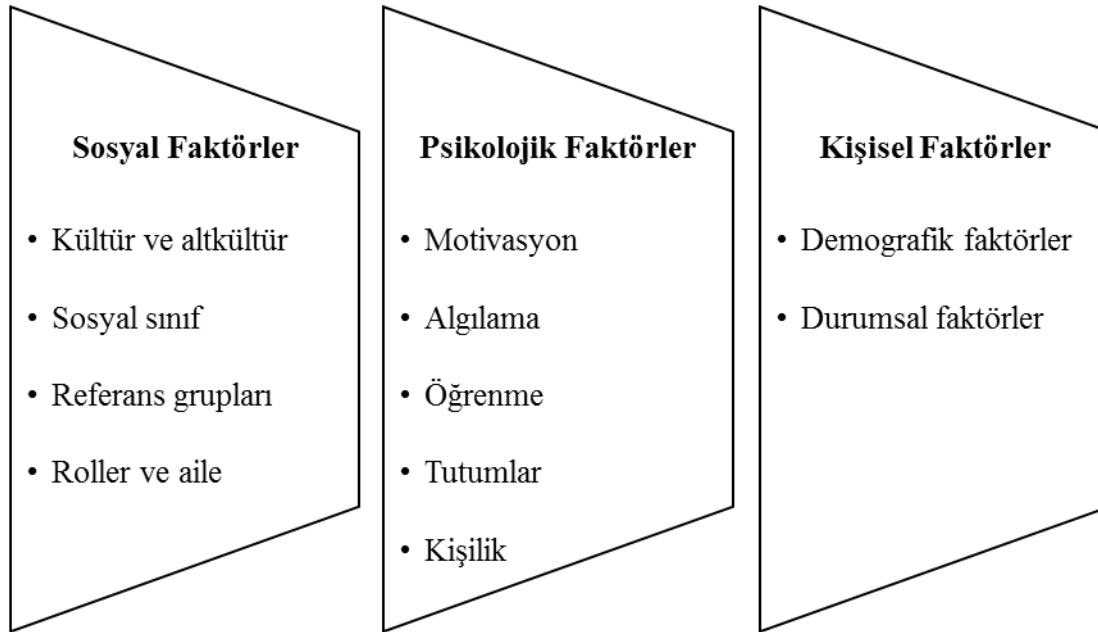 Sosyal Faktörler
• Kültür ve altkültür
• Sosyal sınıf
• Referans grupları
• Roller ve aile
Psikolojik Faktörler
• Motivasyon
• Algılama
• Öğrenme
• Tutumlar
• Kişilik
Kişisel Faktörler
• Demografik faktörler
• Durumsal faktörler